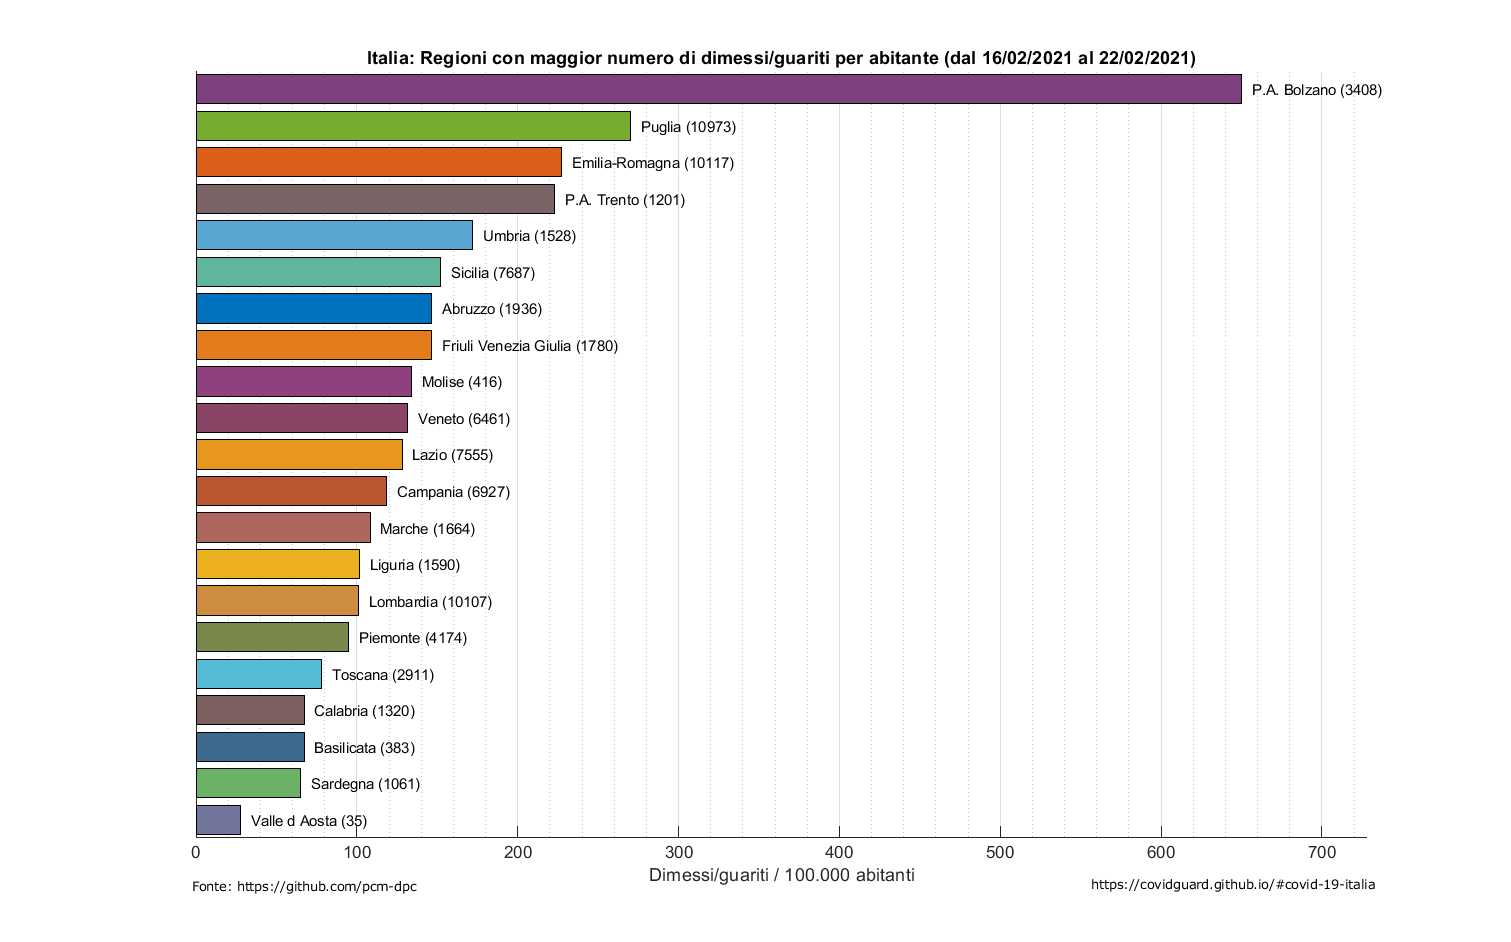 Italia: Regioni con maggior numero di dimessi/guariti per abitante (dal 16/02/2021 al 22/02/2021)
P.A. Bolzano (3408)
Puglia (10973)
Emilia-Romagna (10117)
P.A. Trento (1201)
Umbria (1528)
Sicilia (7687)
Abruzzo (1936)
Friuli Venezia Giulia (1780)
Molise (416)
Veneto (6461)
Lazio (7555)
Campania (6927)
Marche (1664)
Liguria (1590)
Lombardia (10107)
Piemonte (4174)
Toscana (2911)
Calabria (1320)
Basilicata (383)
Sardegna (1061)
Valle d Aosta (35)
0 100 200 300 400 500 600 700
Dimessi/guariti / 100.000 abitanti
Fonte: https://github.com/pcm-dpc
https://covidguard.github.io/#covid-19-italia